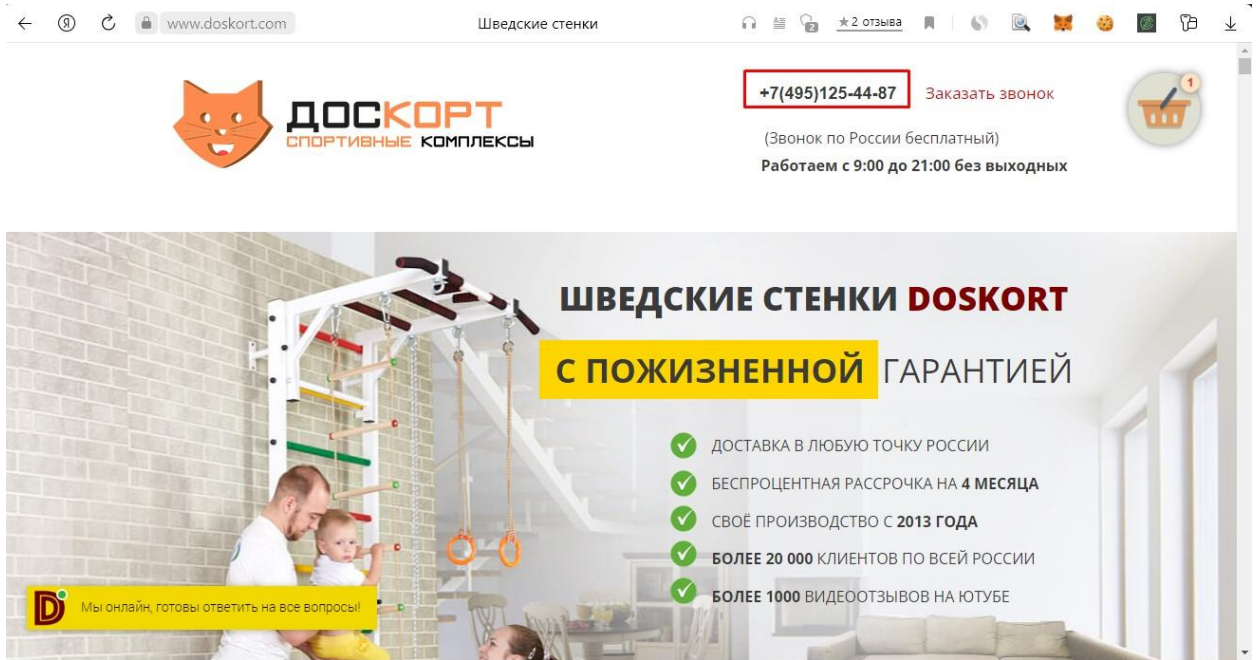 www.doskort.com
Шведские стенки
2
★ 2 отзыва
+7(495)125-44-87
Заказать звонок
1
ДОСКОРТ
СПОРТИВНЫЕ КОМПЛЕКСЫ
(Звонок по России бесплатный)
Работаем с 9:00 до 21:00 без выходных
ШВЕДСКИЕ СТЕНКИ DOSKORT
С ПОЖИЗНЕННОЙ ГАРАНТИЕЙ
ДОСТАВКА В ЛЮБУЮ ТОЧКУ РОССИИ
БЕСПРОЦЕНТНАЯ РАССРОЧКА НА 4 МЕСЯЦА
СВОЁ ПРОИЗВОДСТВО С 2013 ГОДА
БОЛЕЕ 20 000 КЛИЕНТОВ ПО ВСЕЙ РОССИИ
БОЛЕЕ 1000 ВИДЕООТЗЫВОВ НА ЮТУБЕ
D Мы онлайн, готовы ответить на все вопросы!